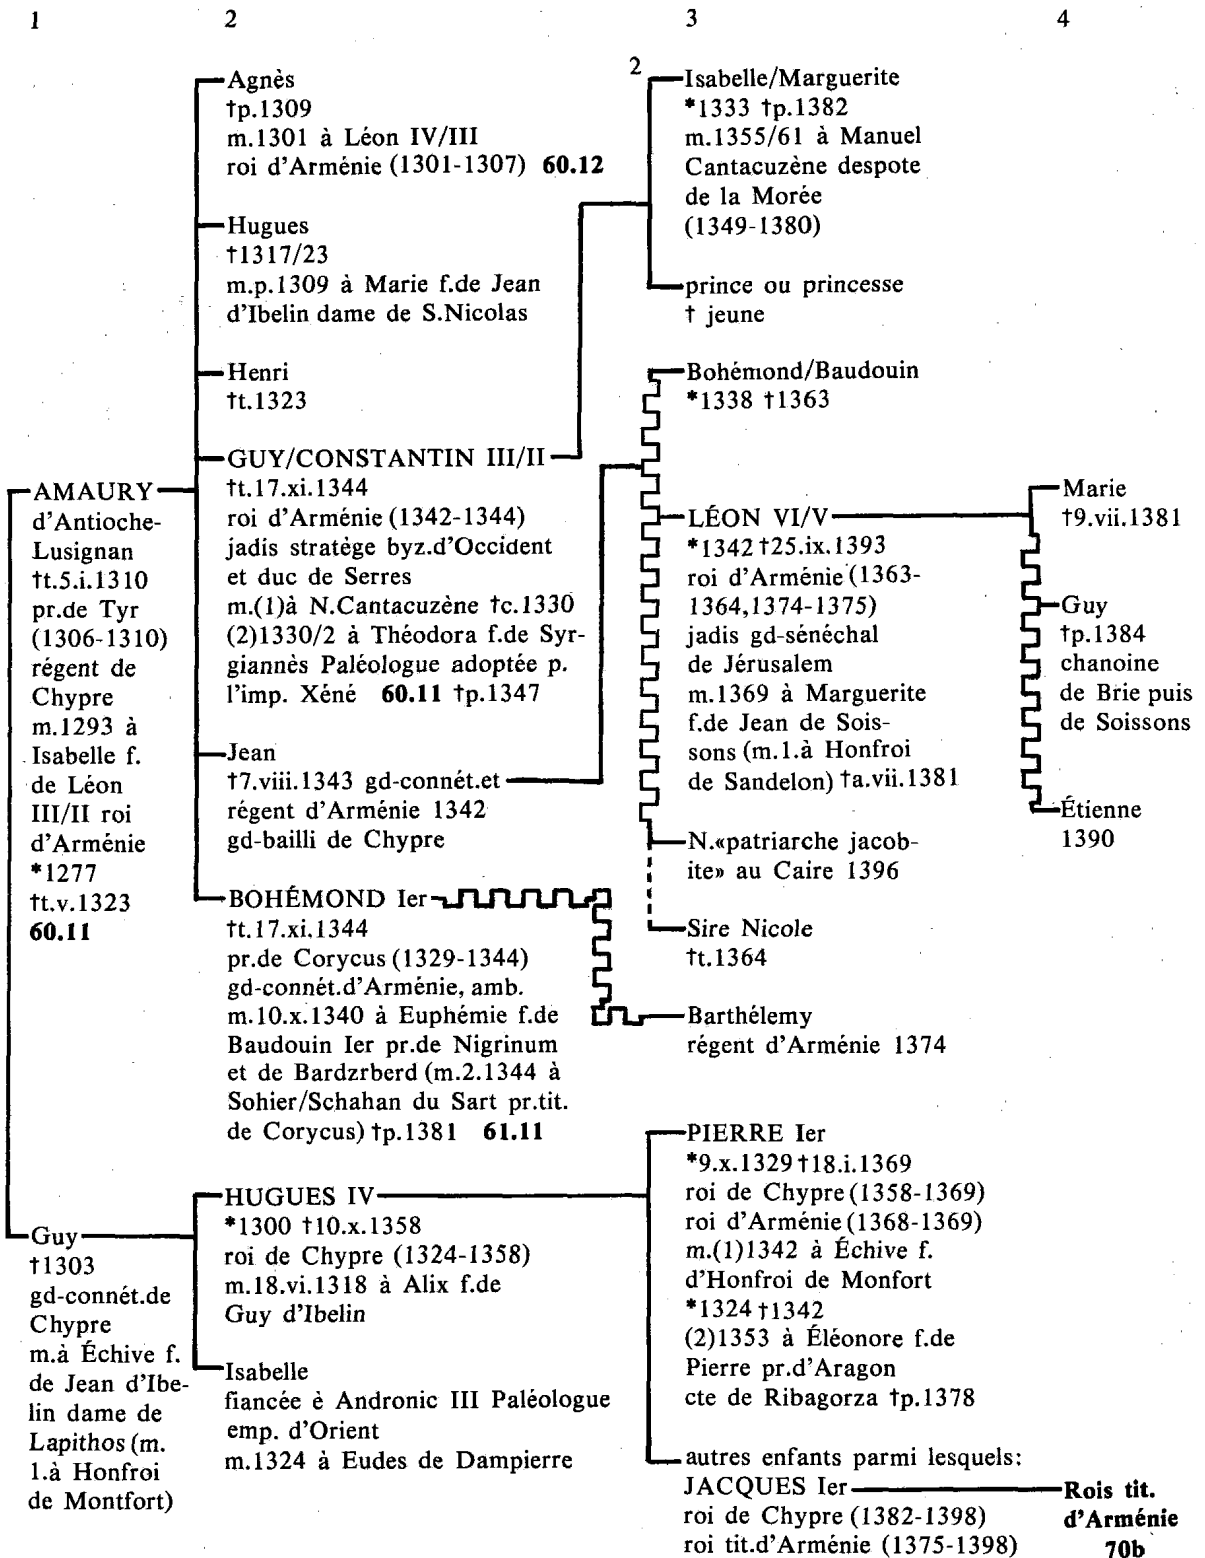 1
2
3
4
AMAURY
d'Antioche-
Lusignan
†t.5.i.1310
pr.de Tyr
(1306-1310)
régent de
Chypre
m.1293 à
Isabelle f.
de Léon
III/II roi
d'Arménie
*1277
†t.v.1323
60.11
Guy
†1303
gd-connét.de
Chypre
m.à Échive f.
de Jean d'Ibe-
lin dame de
Lapithos (m.
1.à Honfroi
de Montfort)
Agnès
†p.1309
m.1301 à Léon IV/III
roi d'Arménie (1301-1307) 60.12
Hugues
†1317/23
m.p.1309 à Marie f.de Jean
d'Ibelin dame de S.Nicolas
Henri
†t.1323
GUY/CONSTANTIN III/II
†t.17.xi.1344
roi d'Arménie (1342-1344)
jadis stratège byz.d'Occident
et duc de Serres
m.(1)à N.Cantacuzène †c.1330
(2)1330/2 à Théodora f.de Syr-
giannès Paléologue adoptée p.
l'imp. Xéné 60.11 †p.1347
Jean
†7.viii.1343 gd-connét.et
régent d'Arménie 1342
gd-bailli de Chypre
BOHÉMOND Ier
†t.17.xi.1344
pr.de Corycus (1329-1344)
gd-connét.d'Arménie, amb.
m.10.x.1340 à Euphémie f.de
Baudouin Ier pr.de Nigrinum
et de Bardzrberd (m.2.1344 à
Sohier/Schahan du Sart pr.tit.
de Corycus) †p.1381 61.11
HUGUES IV
*1300 †10.x.1358
roi de Chypre (1324-1358)
m.18.vi.1318 à Alix f.de
Guy d'Ibelin
Isabelle
fiancée è Andronic III Paléologue
emp. d'Orient
m.1324 à Eudes de Dampierre
2
Isabelle/Marguerite
*1333 †p.1382
m.1355/61 à Manuel
Cantacuzène despote
de la Morée
(1349-1380)
prince ou princesse
† jeune
Bohémond/Baudouin
*1338 †1363
LÉON VI/V
*1342 †25.ix.1393
roi d'Arménie (1363-
1364,1374-1375)
jadis gd-sénéchal
de Jérusalem
m.1369 à Marguerite
f.de Jean de Sois-
sons (m.1.à Honfroi
de Sandelon) †a.vii.1381
N.«patriarche jacob-
ite» au Caire 1396
Sire Nicole
†t.1364
Barthélemy
régent d'Arménie 1374
PIERRE Ier
*9.x.1329 †18.i.1369
roi de Chypre (1358-1369)
roi d'Arménie (1368-1369)
m.(1)1342 à Échive f.
d'Honfroi de Monfort
*1324 †1342
(2)1353 à Éléonore f.de
Pierre pr.d'Aragon
cte de Ribagorza †p.1378
autres enfants parmi lesquels:
JACQUES Ier
roi de Chypre (1382-1398)
roi tit.d'Arménie (1375-1398)
Marie
†9.vii.1381
Guy
†p.1384
chanoine
de Brie puis
de Soissons
Étienne
1390
Rois tit.
d'Arménie
70b